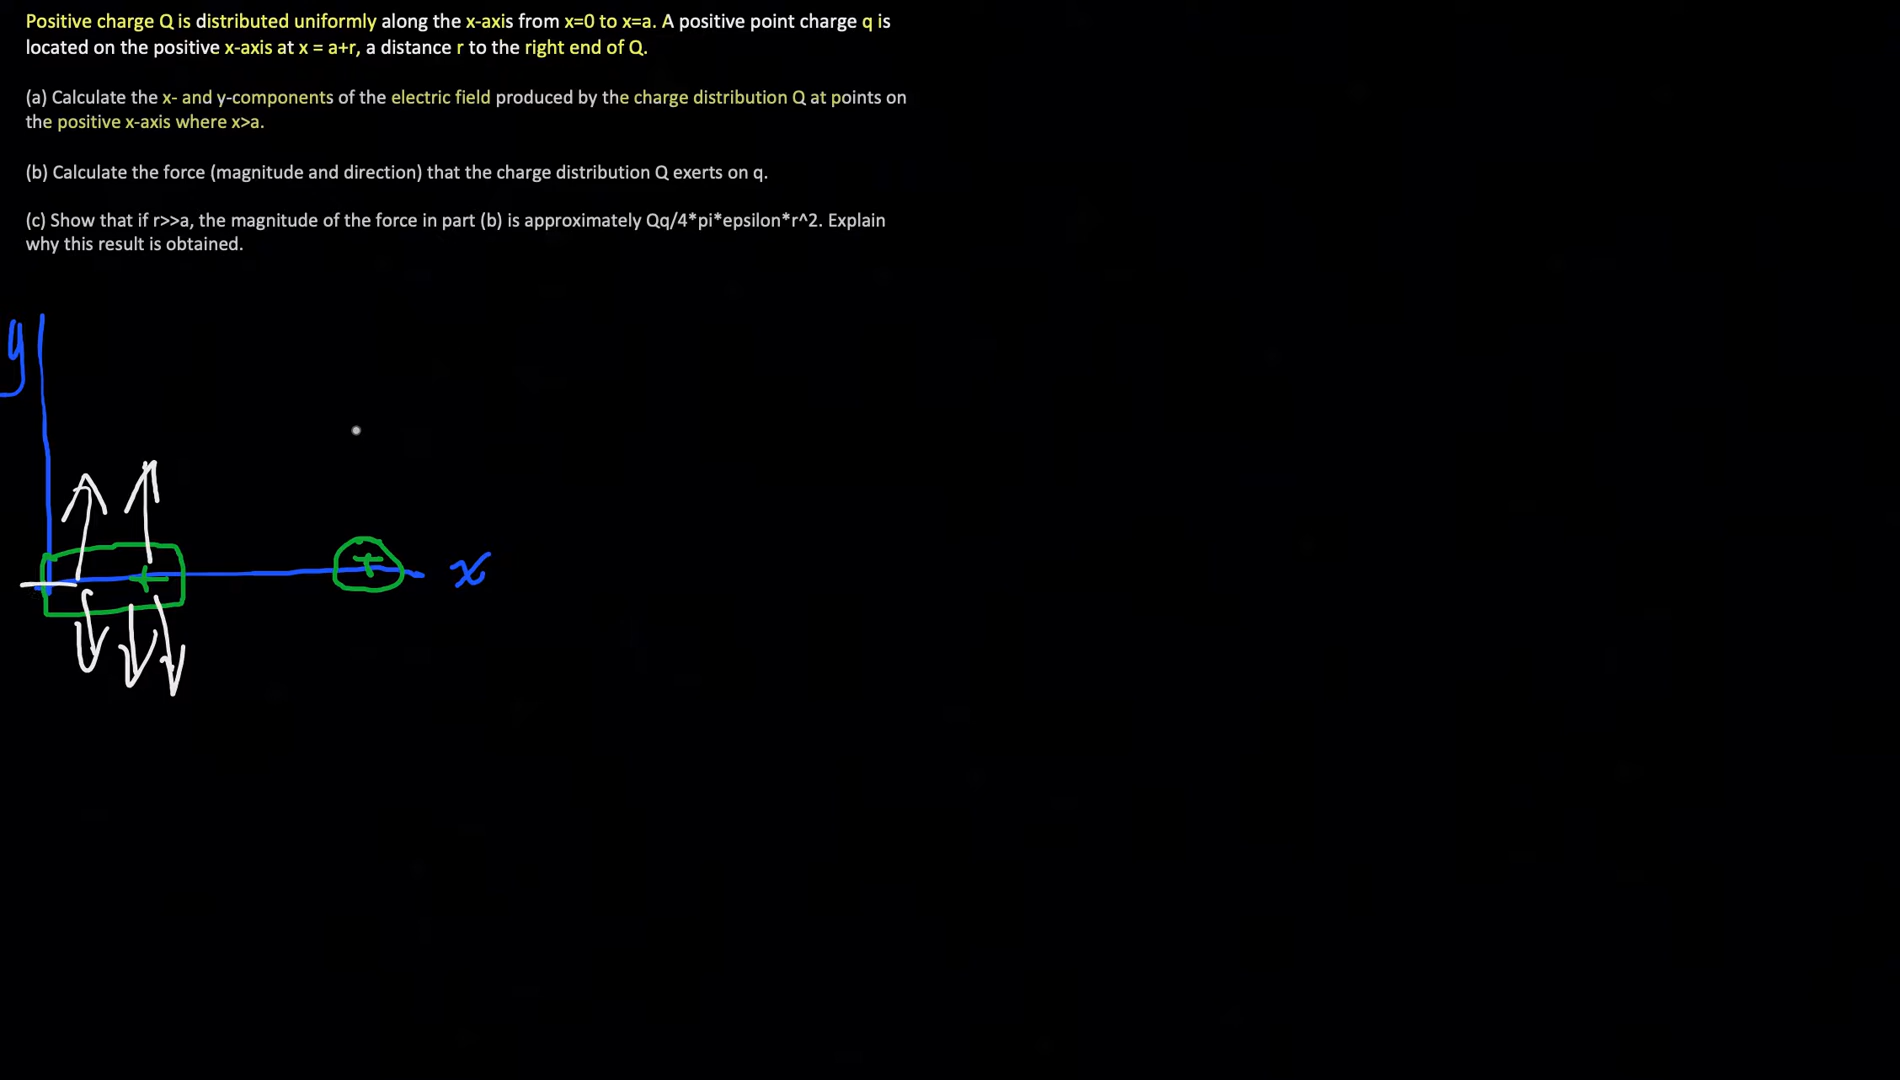 Positive charge Q is distributed uniformly along the x-axis from x=0 to x=a. A positive point charge q is
located on the positive x-axis at x = a+r, a distance r to the right end of Q.
(a) Calculate the x- and y-components of the electric field produced by the charge distribution Q at points on
the positive x-axis where x>a.
(b) Calculate the force (magnitude and direction) that the charge distribution Q exerts on q.
(c) Show that if r>>a, the magnitude of the force in part (b) is approximately Qq/4*pi*epsilon*r^2. Explain
why this result is obtained.
y
+
+
x